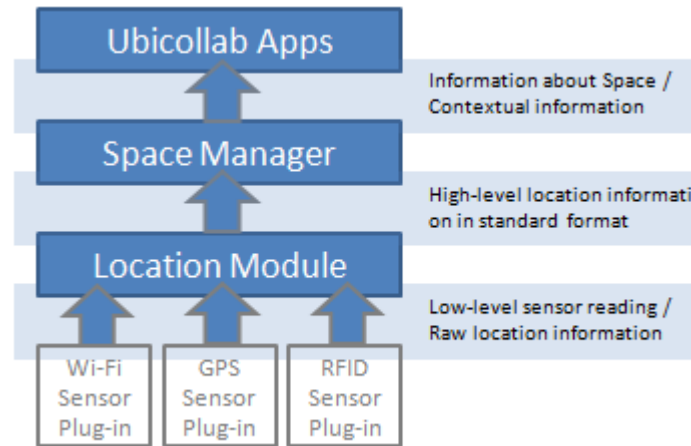 Ubicollab Apps
Information about Space /
Contextual information
Space Manager
High-level location informati
on in standard format
Location Module
Low-level sensor reading /
Raw location information
Wi-Fi
Sensor
Plug-in
GPS
Sensor
Plug-in
RFID
Sensor
Plug-in